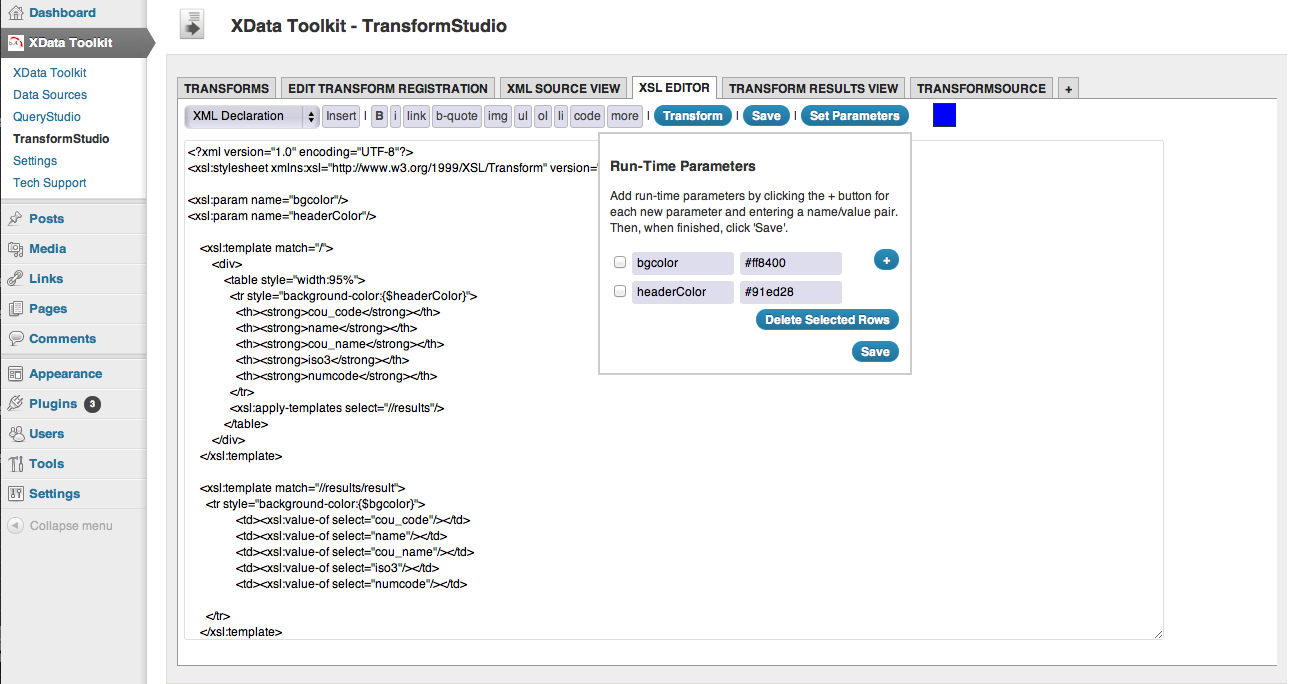 Dashboard
XData Toolkit
XData Toolkit
Data Sources
QueryStudio
TransformStudio
Settings
Tech Support
Posts
Media
Links
Pages
Comments
Appearance
Plugins 3
Users
Tools
Settings
Collapse menu
XData Toolkit - TransformStudio
TRANSFORMS EDIT TRANSFORM REGISTRATION XML SOURCE VIEW XSL EDITOR TRANSFORM RESULTS VIEW TRANSFORMSOURCE +
XML Declaration Insert | B i link b-quote img ul ol li code more | Transform | Save | Set Parameters
<?xml version="1.0" encoding="UTF-8"?>
<xsl:stylesheet xmlns:xsl="http://www.w3.org/1999/XSL/Transform" version="
<xsl:param name="bgcolor"/>
<xsl:param name="headerColor"/>
<xsl:template match="/">
<div>
<table style="width:95%">
<tr style="background-color:{$headerColor}">
<th><strong>cou_code</strong></th>
<th><strong>name</strong></th>
<th><strong>cou_name</strong></th>
<th><strong>iso3</strong></th>
<th><strong>numcode</strong></th>
</tr>
<xsl:apply-templates select="//results"/>
</table>
</div>
</xsl:template>
<xsl:template match="//results/result">
<tr style="background-color:{$bgcolor}">
<td><xsl:value-of select="cou_code"/></td>
<td><xsl:value-of select="name"/></td>
<td><xsl:value-of select="cou_name"/></td>
<td><xsl:value-of select="iso3"/></td>
<td><xsl:value-of select="numcode"/></td>
</tr>
</xsl:template>
Run-Time Parameters
Add run-time parameters by clicking the + button for
each new parameter and entering a name/value pair.
Then, when finished, click 'Save'.
bgcolor #ff8400 +
headerColor #91ed28
Delete Selected Rows
Save